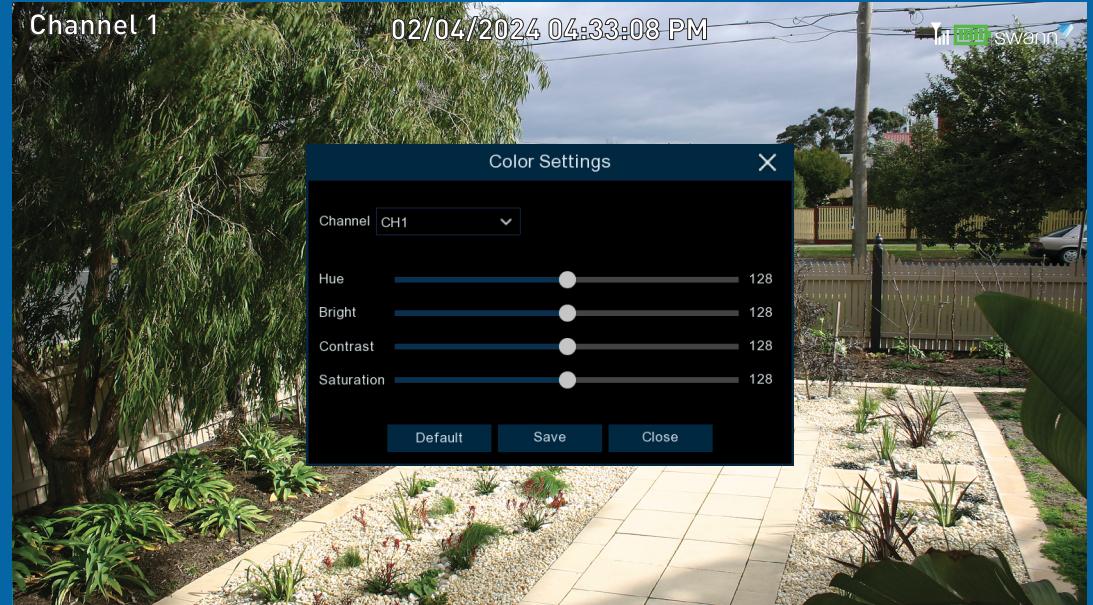 Channel 1
02/04/2024 04:33:08 PM
swann
Color Settings
Channel CH1
Hue 128
Bright 128
Contrast 128
Saturation 128
Default Save Close